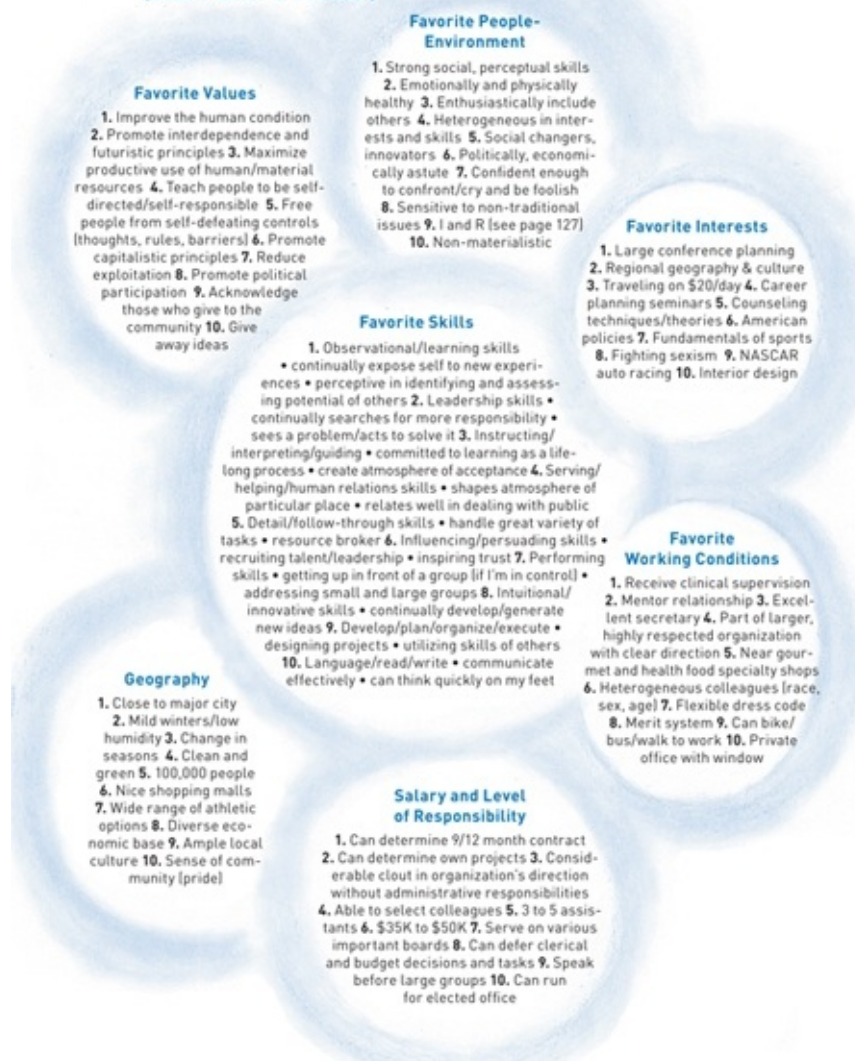 Favorite People-
Environment
1. Strong social, perceptual skills
2. Emotionally and physically
healthy 3. Enthusiastically include
others 4. Heterogeneous in inter-
ests and skills 5. Social changers,
innovators 6. Politically, economi-
cally astute 7. Confident enough
to confront/cry and be foolish
8. Sensitive to non-traditional
issues 9. I and R (see page 127)
10. Non-materialistic
Favorite Values
1. Improve the human condition
2. Promote interdependence and
futuristic principles 3. Maximize
productive use of human/material
resources 4. Teach people to be self-
directed/self-responsible 5. Free
people from self-defeating controls
(thoughts, rules, barriers) 6. Promote
capitalistic principles 7. Reduce
exploitation 8. Promote political
participation 9. Acknowledge
those who give to the
community 10. Give
away ideas
Favorite Interests
1. Large conference planning
2. Regional geography & culture
3. Traveling on $20/day 4. Career
planning seminars 5. Counseling
techniques/theories 6. American
policies 7. Fundamentals of sports
8. Fighting sexism 9. NASCAR
auto racing 10. Interior design
Favorite Skills
1. Observational/learning skills
• continually expose self to new experi-
ences • perceptive in identifying and assess-
ing potential of others 2. Leadership skills •
continually searches for more responsibility •
sees a problem/acts to solve it 3. Instructing/
interpreting/guiding • committed to learning as a life-
long process • create atmosphere of acceptance 4. Serving/
helping/human relations skills • shapes atmosphere of
particular place • relates well in dealing with public
5. Detail/follow-through skills • handle great variety of
tasks • resource broker 6. Influencing/persuading skills •
recruiting talent/leadership • inspiring trust 7. Performing
skills • getting up in front of a group (if I'm in control) •
addressing small and large groups 8. Intuitional/
innovative skills • continually develop/generate
new ideas 9. Develop/plan/organize/execute •
designing projects • utilizing skills of others
10. Language/read/write • communicate
effectively • can think quickly on my feet
Favorite
Working Conditions
1. Receive clinical supervision
2. Mentor relationship 3. Excel-
lent secretary 4. Part of larger,
highly respected organization
with clear direction 5. Near gour-
met and health food specialty shops
6. Heterogeneous colleagues (race,
sex, age) 7. Flexible dress code
8. Merit system 9. Can bike/
bus/walk to work 10. Private
office with window
Geography
1. Close to major city
2. Mild winters/low
humidity 3. Change in
seasons 4. Clean and
green 5. 100,000 people
6. Nice shopping malls
7. Wide range of athletic
options 8. Diverse eco-
nomic base 9. Ample local
culture 10. Sense of com-
munity (pride)
Salary and Level
of Responsibility
1. Can determine 9/12 month contract
2. Can determine own projects 3. Consid-
erable clout in organization's direction
without administrative responsibilities
4. Able to select colleagues 5. 3 to 5 assis-
tants 6. $35K to $50K 7. Serve on various
important boards 8. Can defer clerical
and budget decisions and tasks 9. Speak
before large groups 10. Can run
for elected office